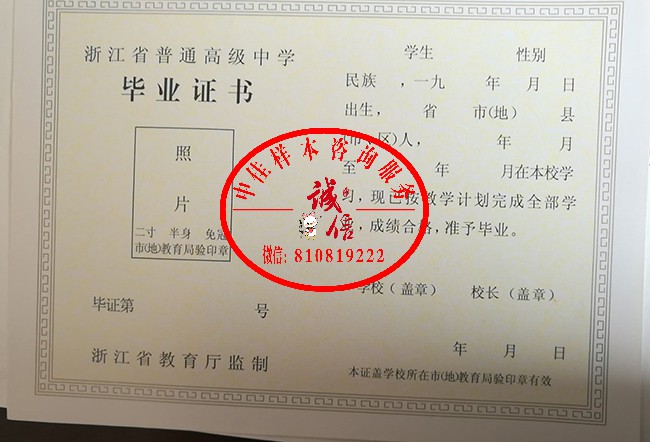 浙江省普通高级中学
毕业证书
照
片
二寸 半身 免冠
市(地)教育局验印章
毕证第 号
浙江省教育厅监制
学生 性别
民族 ,一九 年 月 日
出生, 省 市(地) 县
区)人, 年 月
至 年 月在本校学
习,现已按教学计划完成全部学
成绩合格,准予毕业。
学校(盖章) 校长(盖章)
年 月 日
本证盖学校所在市(地)教育局验印章有效
中佳样本咨询服务
诚信
微信:810819222